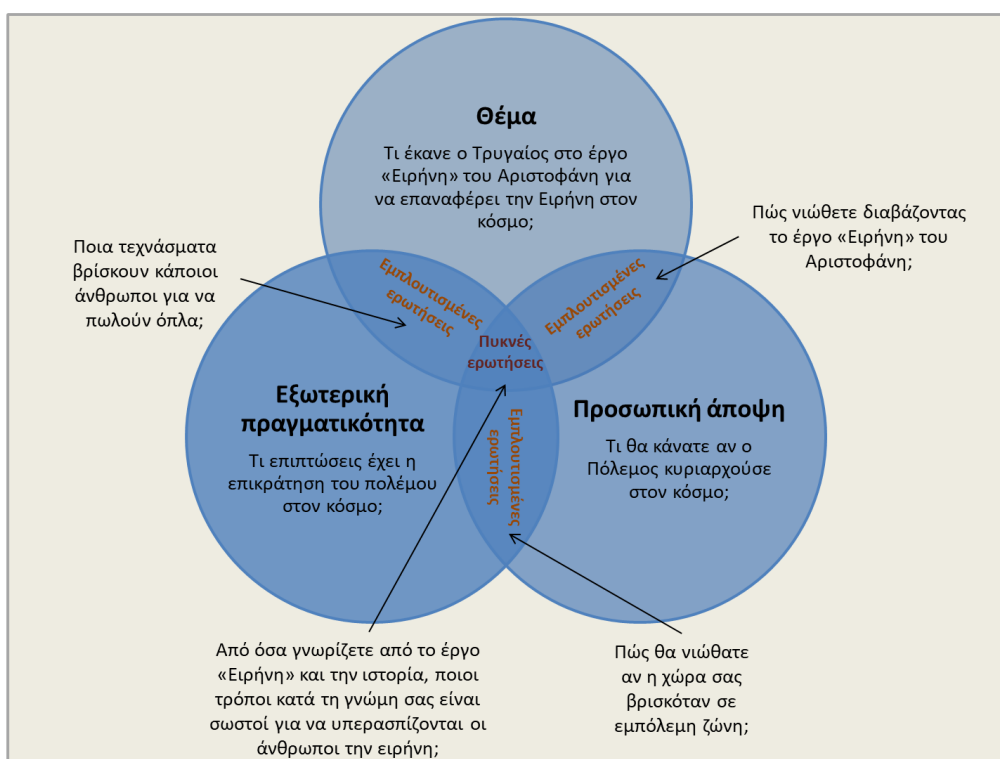 Θέμα
Τι έκανε ο Τρυγαίος στο έργο
«Ειρήνη» του Αριστοφάνη για
να επαναφέρει την Ειρήνη στον
κόσμο;
Πώς νιώθετε διαβάζοντας
το έργο «Ειρήνη» του
Αριστοφάνη;
Ποια τεχνάσματα
βρίσκουν κάποιοι
άνθρωποι για να
πωλούν όπλα;
Εμπλουτισμένες
ερωτήσεις
Εμπλουτισμένες
ερωτήσεις
Πυκνές
ερωτήσεις
Εξωτερική
πραγματικότητα
Τι επιπτώσεις έχει η
επικράτηση του πολέμου
στον κόσμο;
Εμπλουτισμένες
ερωτήσεις
Προσωπική άποψη
Τι θα κάνατε αν ο
Πόλεμος κυριαρχούσε
στον κόσμο;
Από όσα γνωρίζετε από το έργο
«Ειρήνη» και την ιστορία, ποιοι
τρόποι κατά τη γνώμη σας είναι
σωστοί για να υπερασπίζονται οι
άνθρωποι την ειρήνη;
Πώς θα νιώθατε
αν η χώρα σας
βρισκόταν σε
εμπόλεμη ζώνη;